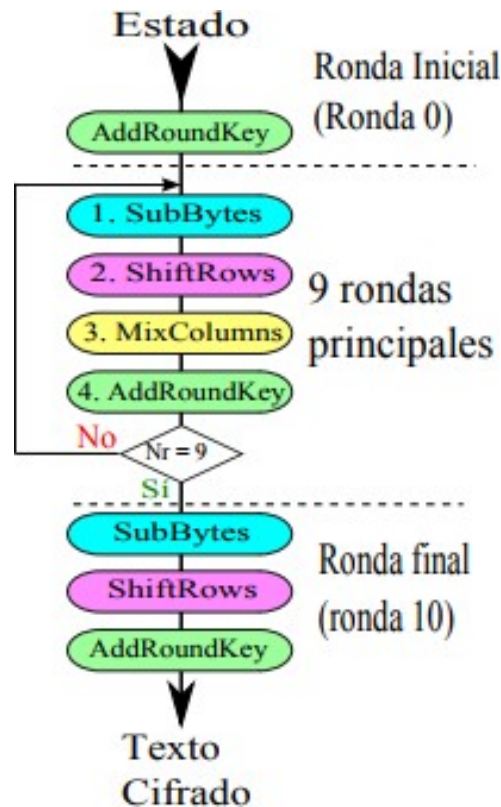 Estado
Ronda Inicial
(Ronda 0)
AddRoundKey
1. SubBytes
2. ShiftRows
9 rondas
principales
3. MixColumns
4. AddRoundKey
No
Nr = 9
Sí
SubBytes
Ronda final
(ronda 10)
ShiftRows
AddRoundKey
Texto
Cifrado